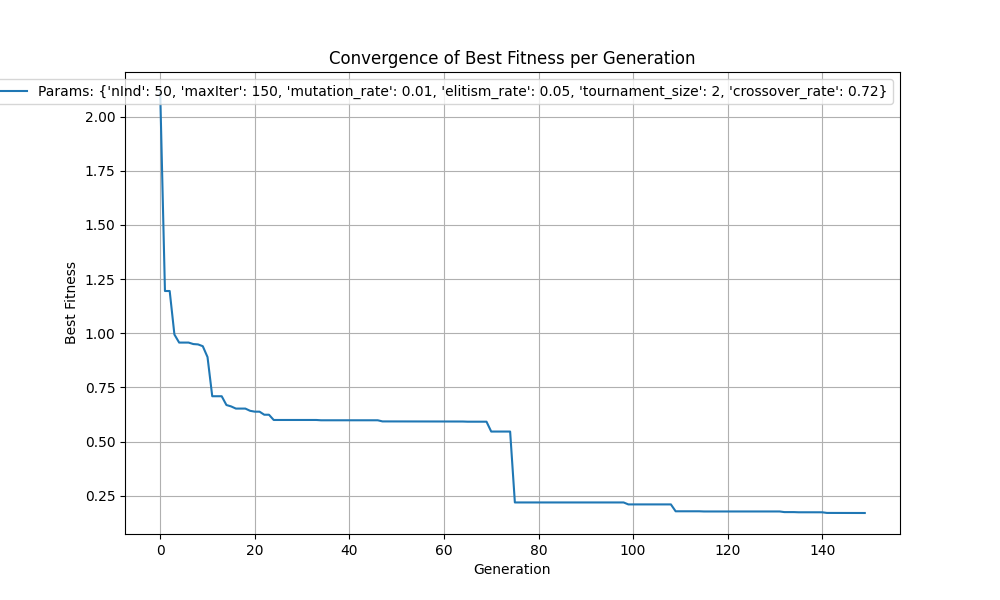 Convergence of Best Fitness per Generation
Params: {'nInd': 50, 'maxIter': 150, 'mutation_rate': 0.01, 'elitism_rate': 0.05, 'tournament_size': 2, 'crossover_rate': 0.72}
2.00
1.75
1.50
1.25
1.00
0.75
0.50
0.25
Best Fitness
0 20 40 60 80 100 120 140
Generation